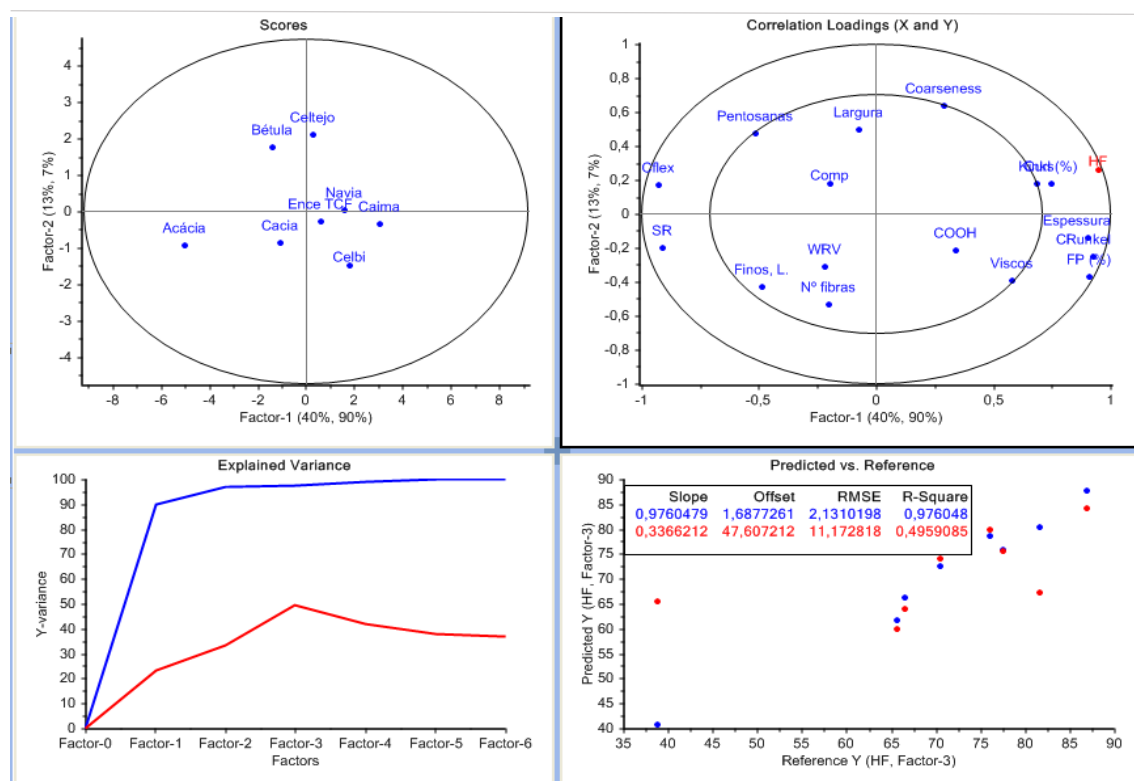 Scores
Factor-2 (13%, 7%)
4
3
2
1
0
-1
-2
-3
-4
Celtejo
Bétula
Navia
Ence TCF
Caima
Acácia
Cacia
Celbi
-8 -6 -4 -2 0 2 4 6 8
Factor-1 (40%, 90%)
Correlation Loadings (X and Y)
Factor-2 (13%, 7%)
1
0,8
0,6
0,4
0,2
0
-0,2
-0,4
-0,6
-0,8
-1
Coarseness
Pentosanas
Largura
HF
Cflex
Comp
(%)
Espessura
SR
COOH
CRunkel
WRV
FP (%)
Finos, L.
Viscos
Nº fibras
-1 -0,5 0 0,5 1
Factor-1 (40%, 90%)
Explained Variance
Y-variance
100
90
80
70
60
50
40
30
20
10
0
Factor-0 Factor-1 Factor-2 Factor-3 Factor-4 Factor-5 Factor-6
Factors
Predicted vs. Reference
Predicted Y (HF, Factor-3)
90
85
80
75
70
65
60
55
50
45
40
Slope Offset RMSE R-Square
0,9760479 1,6877261 2,1310198 0,976048
0,3366212 47,607212 11,172818 0,4959085
35 40 45 50 55 60 65 70 75 80 85 90
Reference Y (HF, Factor-3)